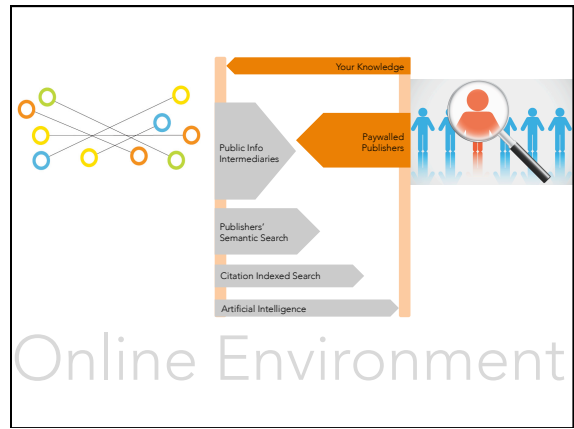 Your Knowledge
Public Info
Intermediaries
Paywalled
Publishers
Publishers'
Semantic Search
Citation Indexed Search
Artificial Intelligence
Online Environment